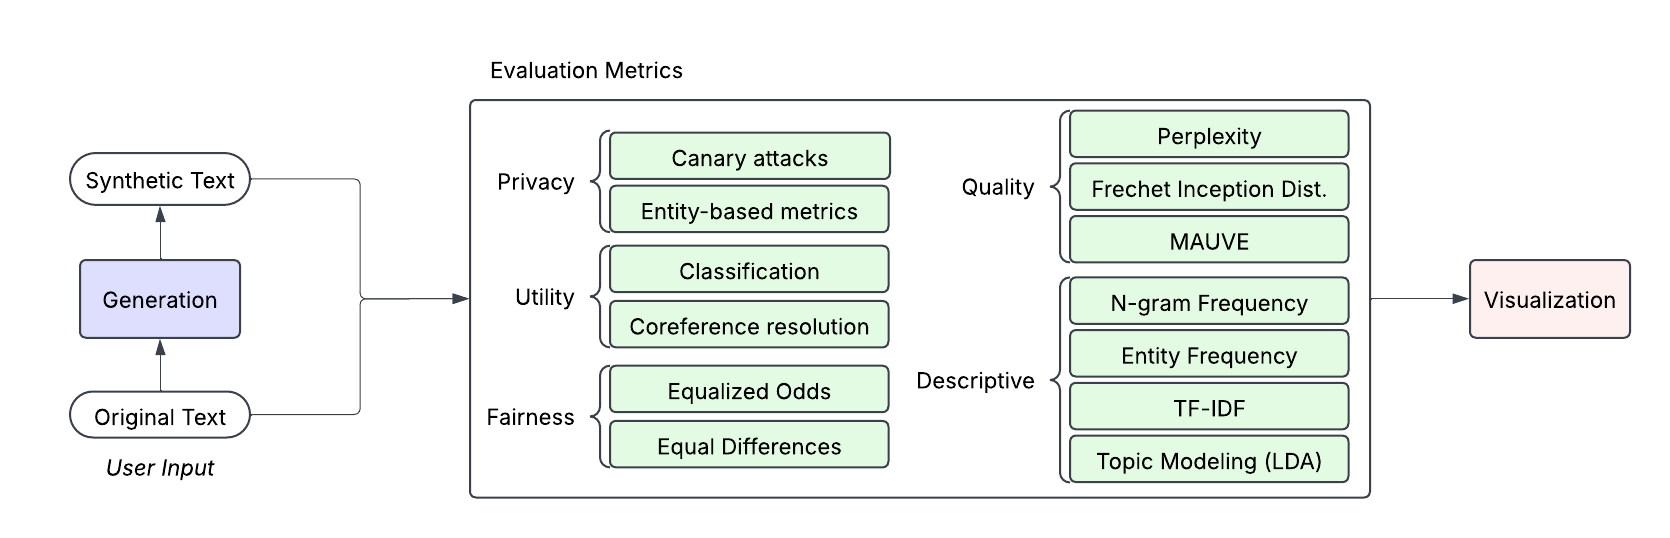 Evaluation Metrics
Synthetic Text
Generation
Original Text
User Input
Privacy
Canary attacks
Entity-based metrics
Utility
Classification
Coreference resolution
Fairness
Equalized Odds
Equal Differences
Quality
Perplexity
Frechet Inception Dist.
MAUVE
Descriptive
N-gram Frequency
Entity Frequency
TF-IDF
Topic Modeling (LDA)
Visualization